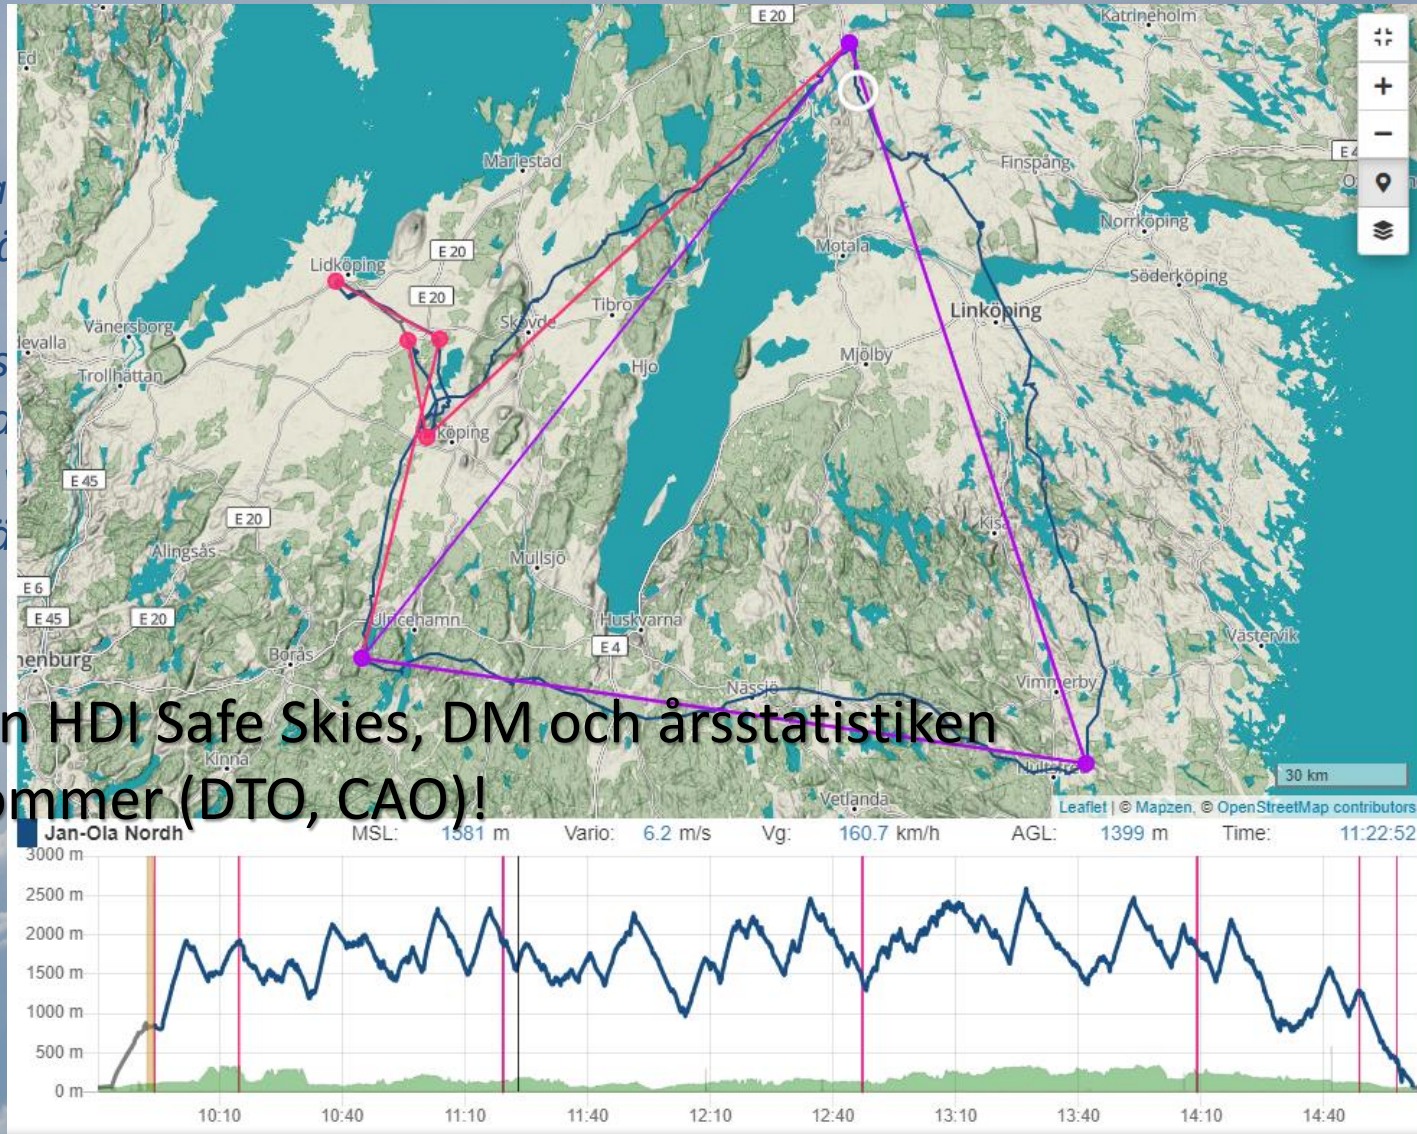 E 20
Katrineholm
Ed
Mariestad
Finspång
E 4
Norrköping
Motala
Lidköping
E 20
Söderköping
E 20
Tibro
Linköping
Vänersborg
Skövde
devalla
Mjölby
Hjo
Trollhättan
köping
E 45
E 20
Kisa
Alingsås
Mullsjö
E 6
E 45
E 20
Ulricehamn
Huskvarna
Västervik
E 4
Borås
nenburg
Nässjö
Vimmerby
n HDI Safe Skies, DM och årsstatistiken
Kinna
30 km
ommer (DTO, CAO)!
Vetlanda
Leaflet | © Mapzen, © OpenStreetMap contributors
Jan-Ola Nordh MSL: 1581 m Vario: 6.2 m/s Vg: 160.7 km/h AGL: 1399 m Time: 11:22:52
3000 m
2500 m
2000 m
1500 m
1000 m
500 m
0 m
10:10 10:40 11:10 11:40 12:10 12:40 13:10 13:40 14:10 14:40